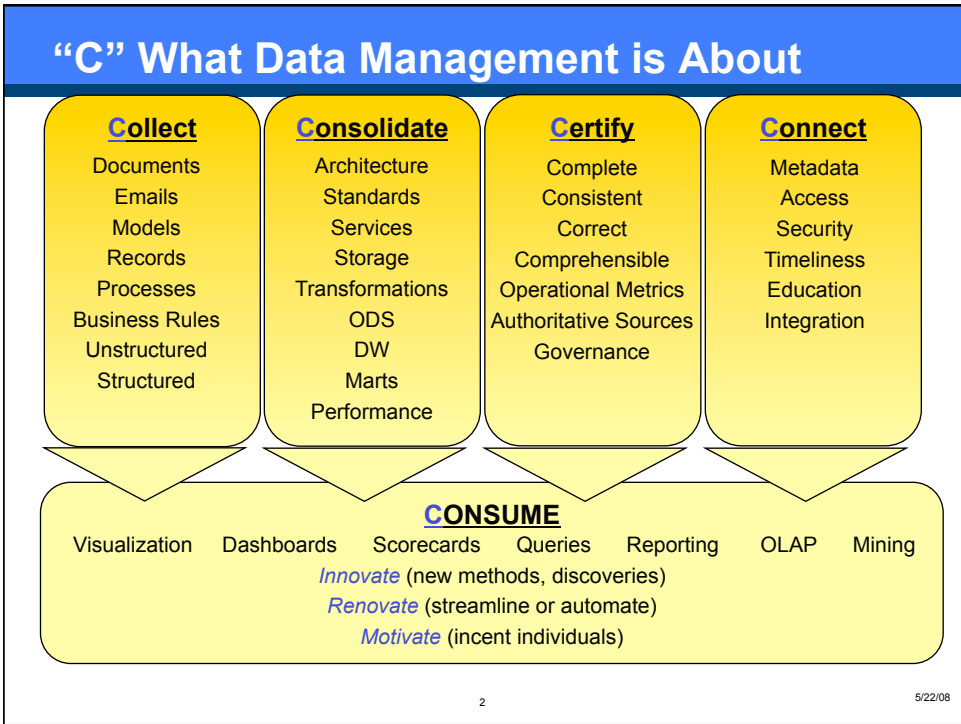 “C” What Data Management is About
Collect
Documents
Emails
Models
Records
Processes
Business Rules
Unstructured
Structured
Consolidate
Architecture
Standards
Services
Storage
Transformations
ODS
DW
Marts
Performance
Certify
Complete
Consistent
Correct
Comprehensible
Operational Metrics
Authoritative Sources
Governance
Connect
Metadata
Access
Security
Timeliness
Education
Integration
CONSUME
Visualization Dashboards Scorecards Queries Reporting OLAP Mining
Innovate (new methods, discoveries)
Renovate (streamline or automate)
Motivate (incent individuals)
2
5/22/08